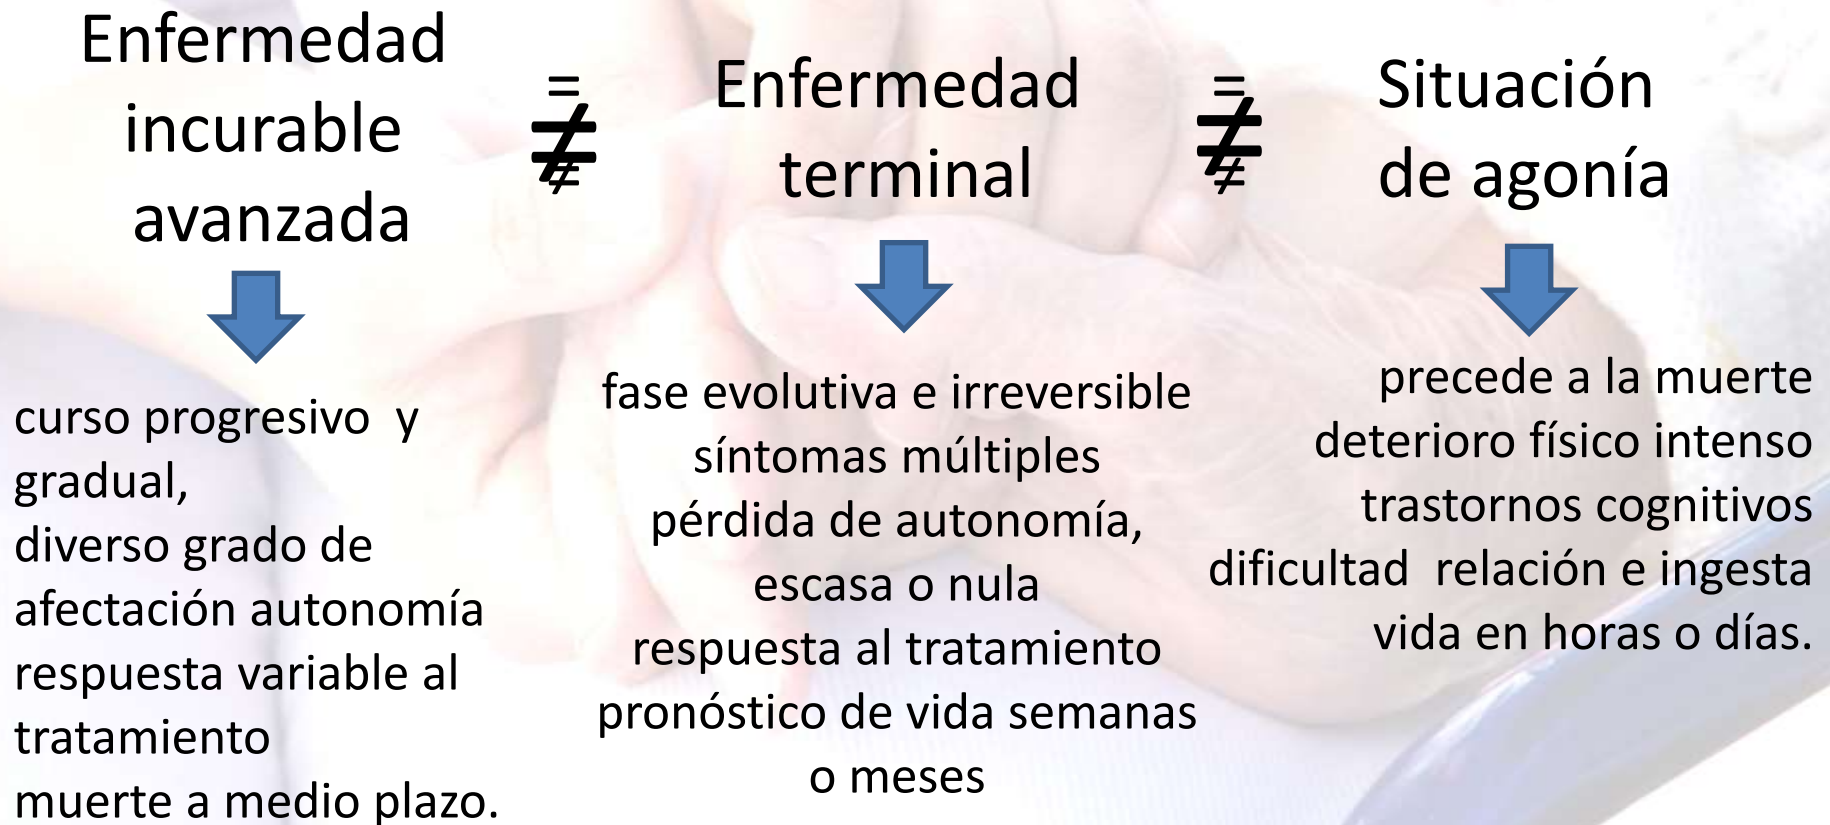 Enfermedad
incurable
avanzada
=
≠
≠
Enfermedad
terminal
=
≠
≠
Situación
de agonía
curso progresivo  y
gradual,
diverso grado de
afectación autonomía
respuesta variable al
tratamiento
muerte a medio plazo.
fase evolutiva e irreversible
síntomas múltiples
pérdida de autonomía,
escasa o nula
respuesta al tratamiento
pronóstico de vida semanas
o meses
precede a la muerte
deterioro físico intenso
trastornos cognitivos
dificultad  relación e ingesta
vida en horas o días.